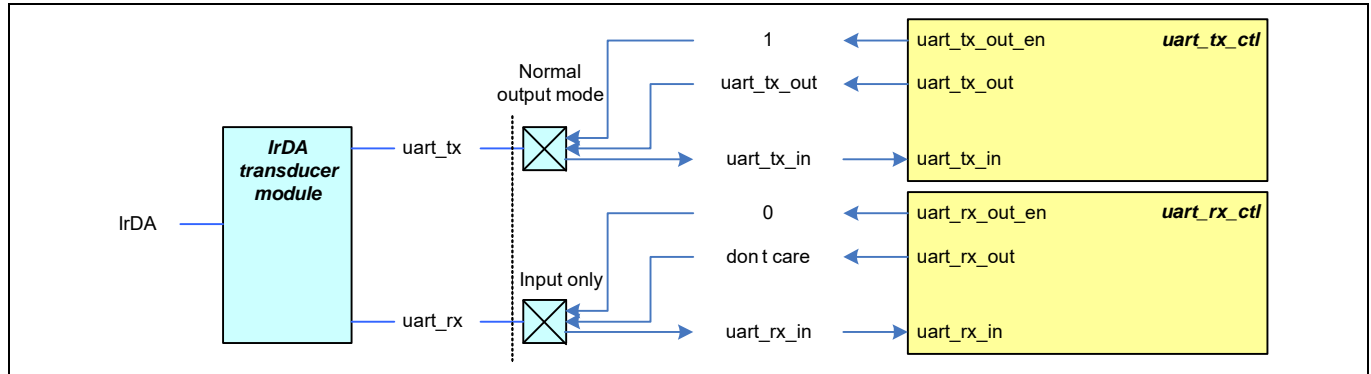 1
uart_tx_out_en
uart_tx_ctl
Normal
output mode
uart_tx_out
uart_tx_out
IrDA
transducer
module
uart_tx
uart_tx_in
uart_tx_in
IrDA
0
uart_rx_out_en
uart_rx_ctl
don t care
uart_rx_out
Input only
uart_rx
uart_rx_in
uart_rx_in